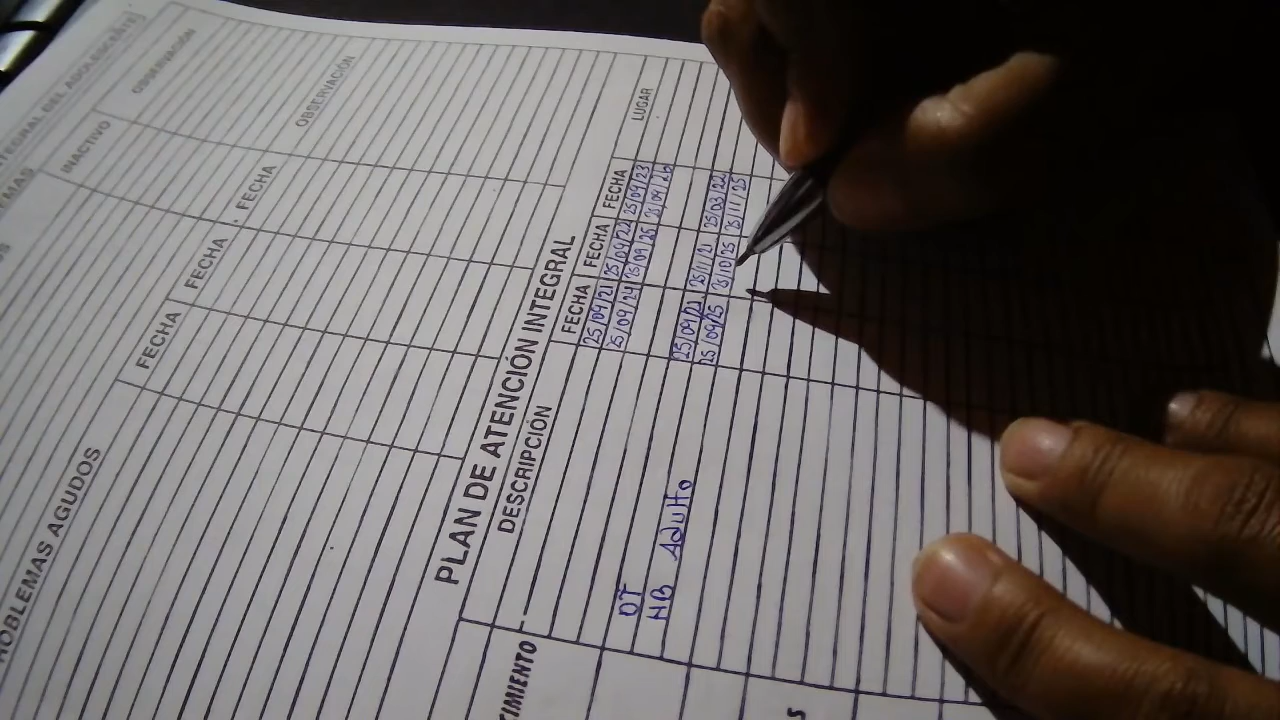 INTEGRAL DEL ADOLESCENTE
INACTIVO OBSERVACIÓN
PROBLEMAS AGUDOS FECHA FECHA FECHA OBSERVACIÓN
PLAN DE ATENCIÓN INTEGRAL
DESCRIPCIÓN FECHA FECHA FECHA LUGAR
25/09/21 25/09/22 25/09/23
25/09/24 25/09/25 25/09/26
DT
HB Adulto
25/09/21 25/11/21 25/03/22
25/09/25 25/10/25 25/11/25